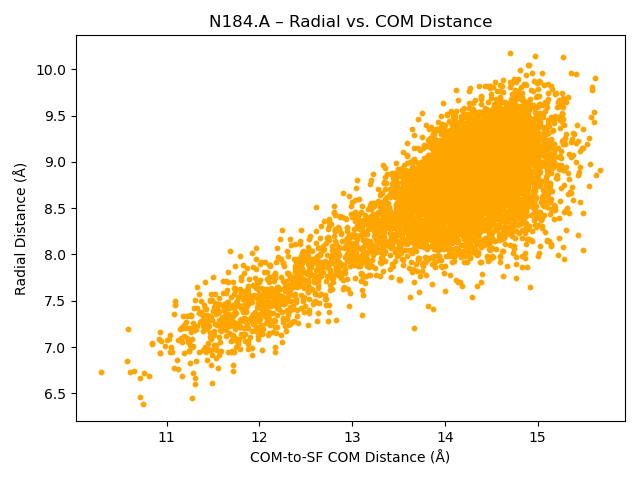 N184.A – Radial vs. COM Distance
Radial Distance (Å)
10.0
9.5
9.0
8.5
8.0
7.5
7.0
6.5
11 12 13 14 15
COM-to-SF COM Distance (Å)